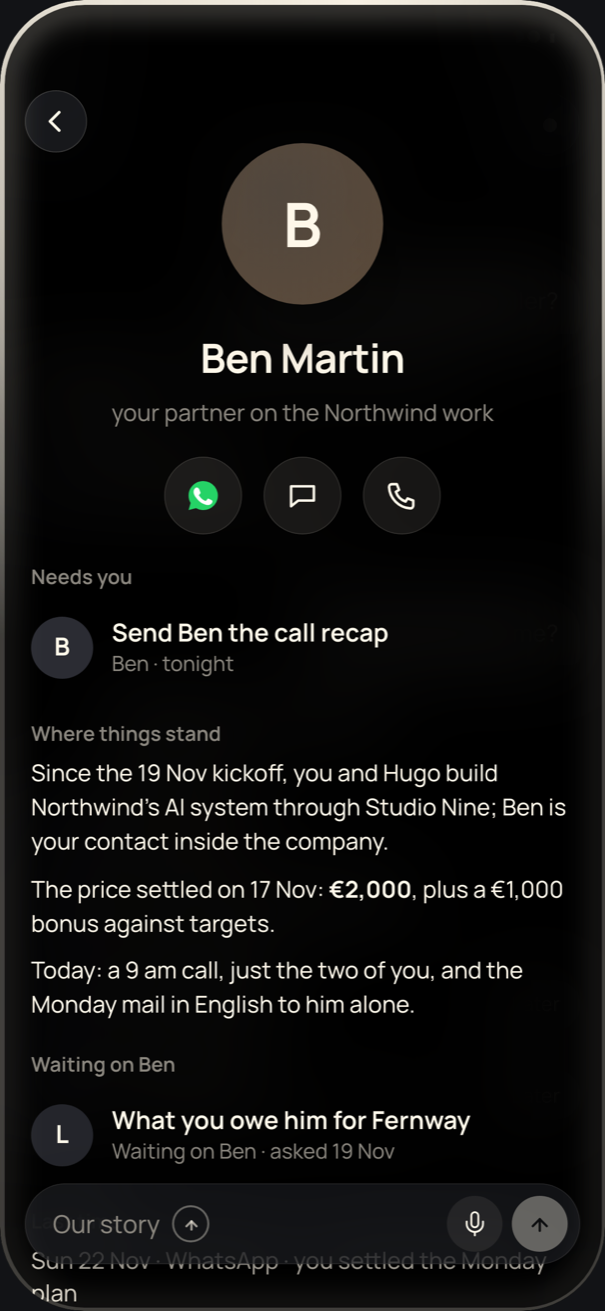 B
Ben Martin
your partner on the Northwind work
Needs you
B
Send Ben the call recap
Ben · tonight
Where things stand
Since the 19 Nov kickoff, you and Hugo build
Northwind’s AI system through Studio Nine; Ben is
your contact inside the company.
The price settled on 17 Nov: €2,000, plus a €1,000
bonus against targets.
Today: a 9 am call, just the two of you, and the
Monday mail in English to him alone.
Waiting on Ben
L
What you owe him for Fernway
Waiting on Ben · asked 19 Nov
Our story
Sun 22 Nov · WhatsApp · you settled the Monday
plan